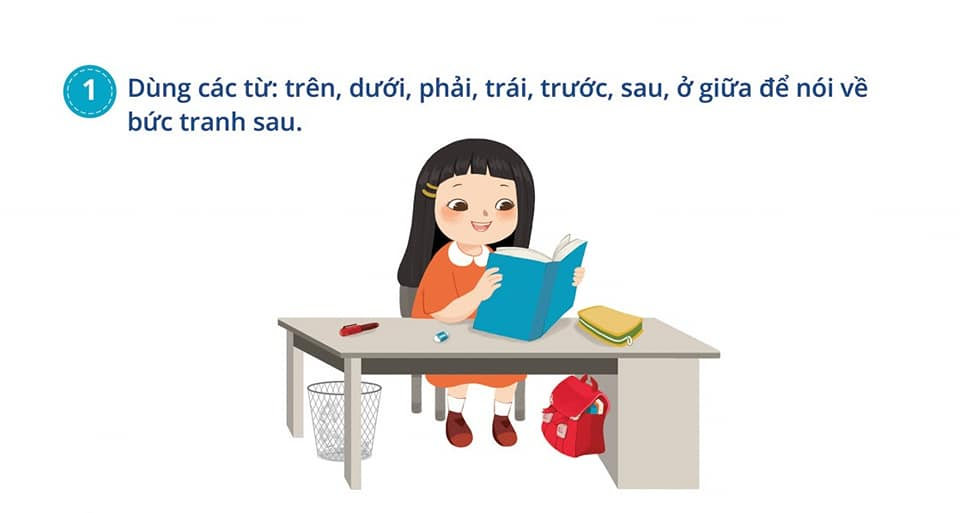 1 Dùng các từ: trên, dưới, phải, trái, trước, sau, ở giữa để nói về
bức tranh sau.